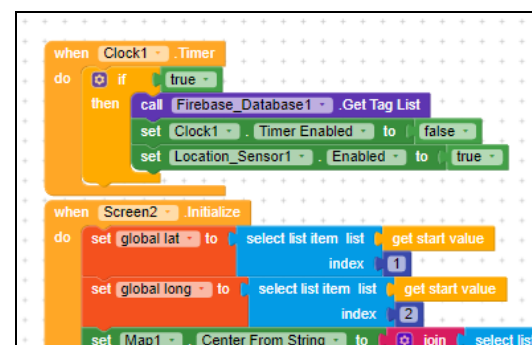 when Clock1 .Timer
do if true
then call Firebase_Database1 .Get Tag List
set Clock1 . Timer Enabled to false
set Location_Sensor1 . Enabled to true
when Screen2 .Initialize
do set global lat to select list item list get start value
index 1
set global long to select list item list get start value
index 2
set Map1 . Center From String to join select lis